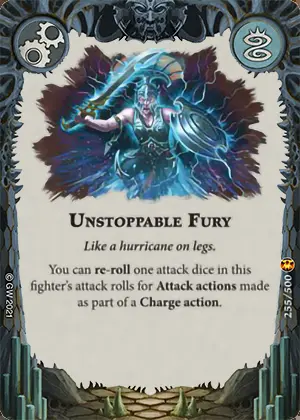 Unstoppable Fury
Like a hurricane on legs.
You can re-roll one attack dice in this
fighter's attack rolls for Attack actions made
as part of a Charge action.
© GW 2021
255/500